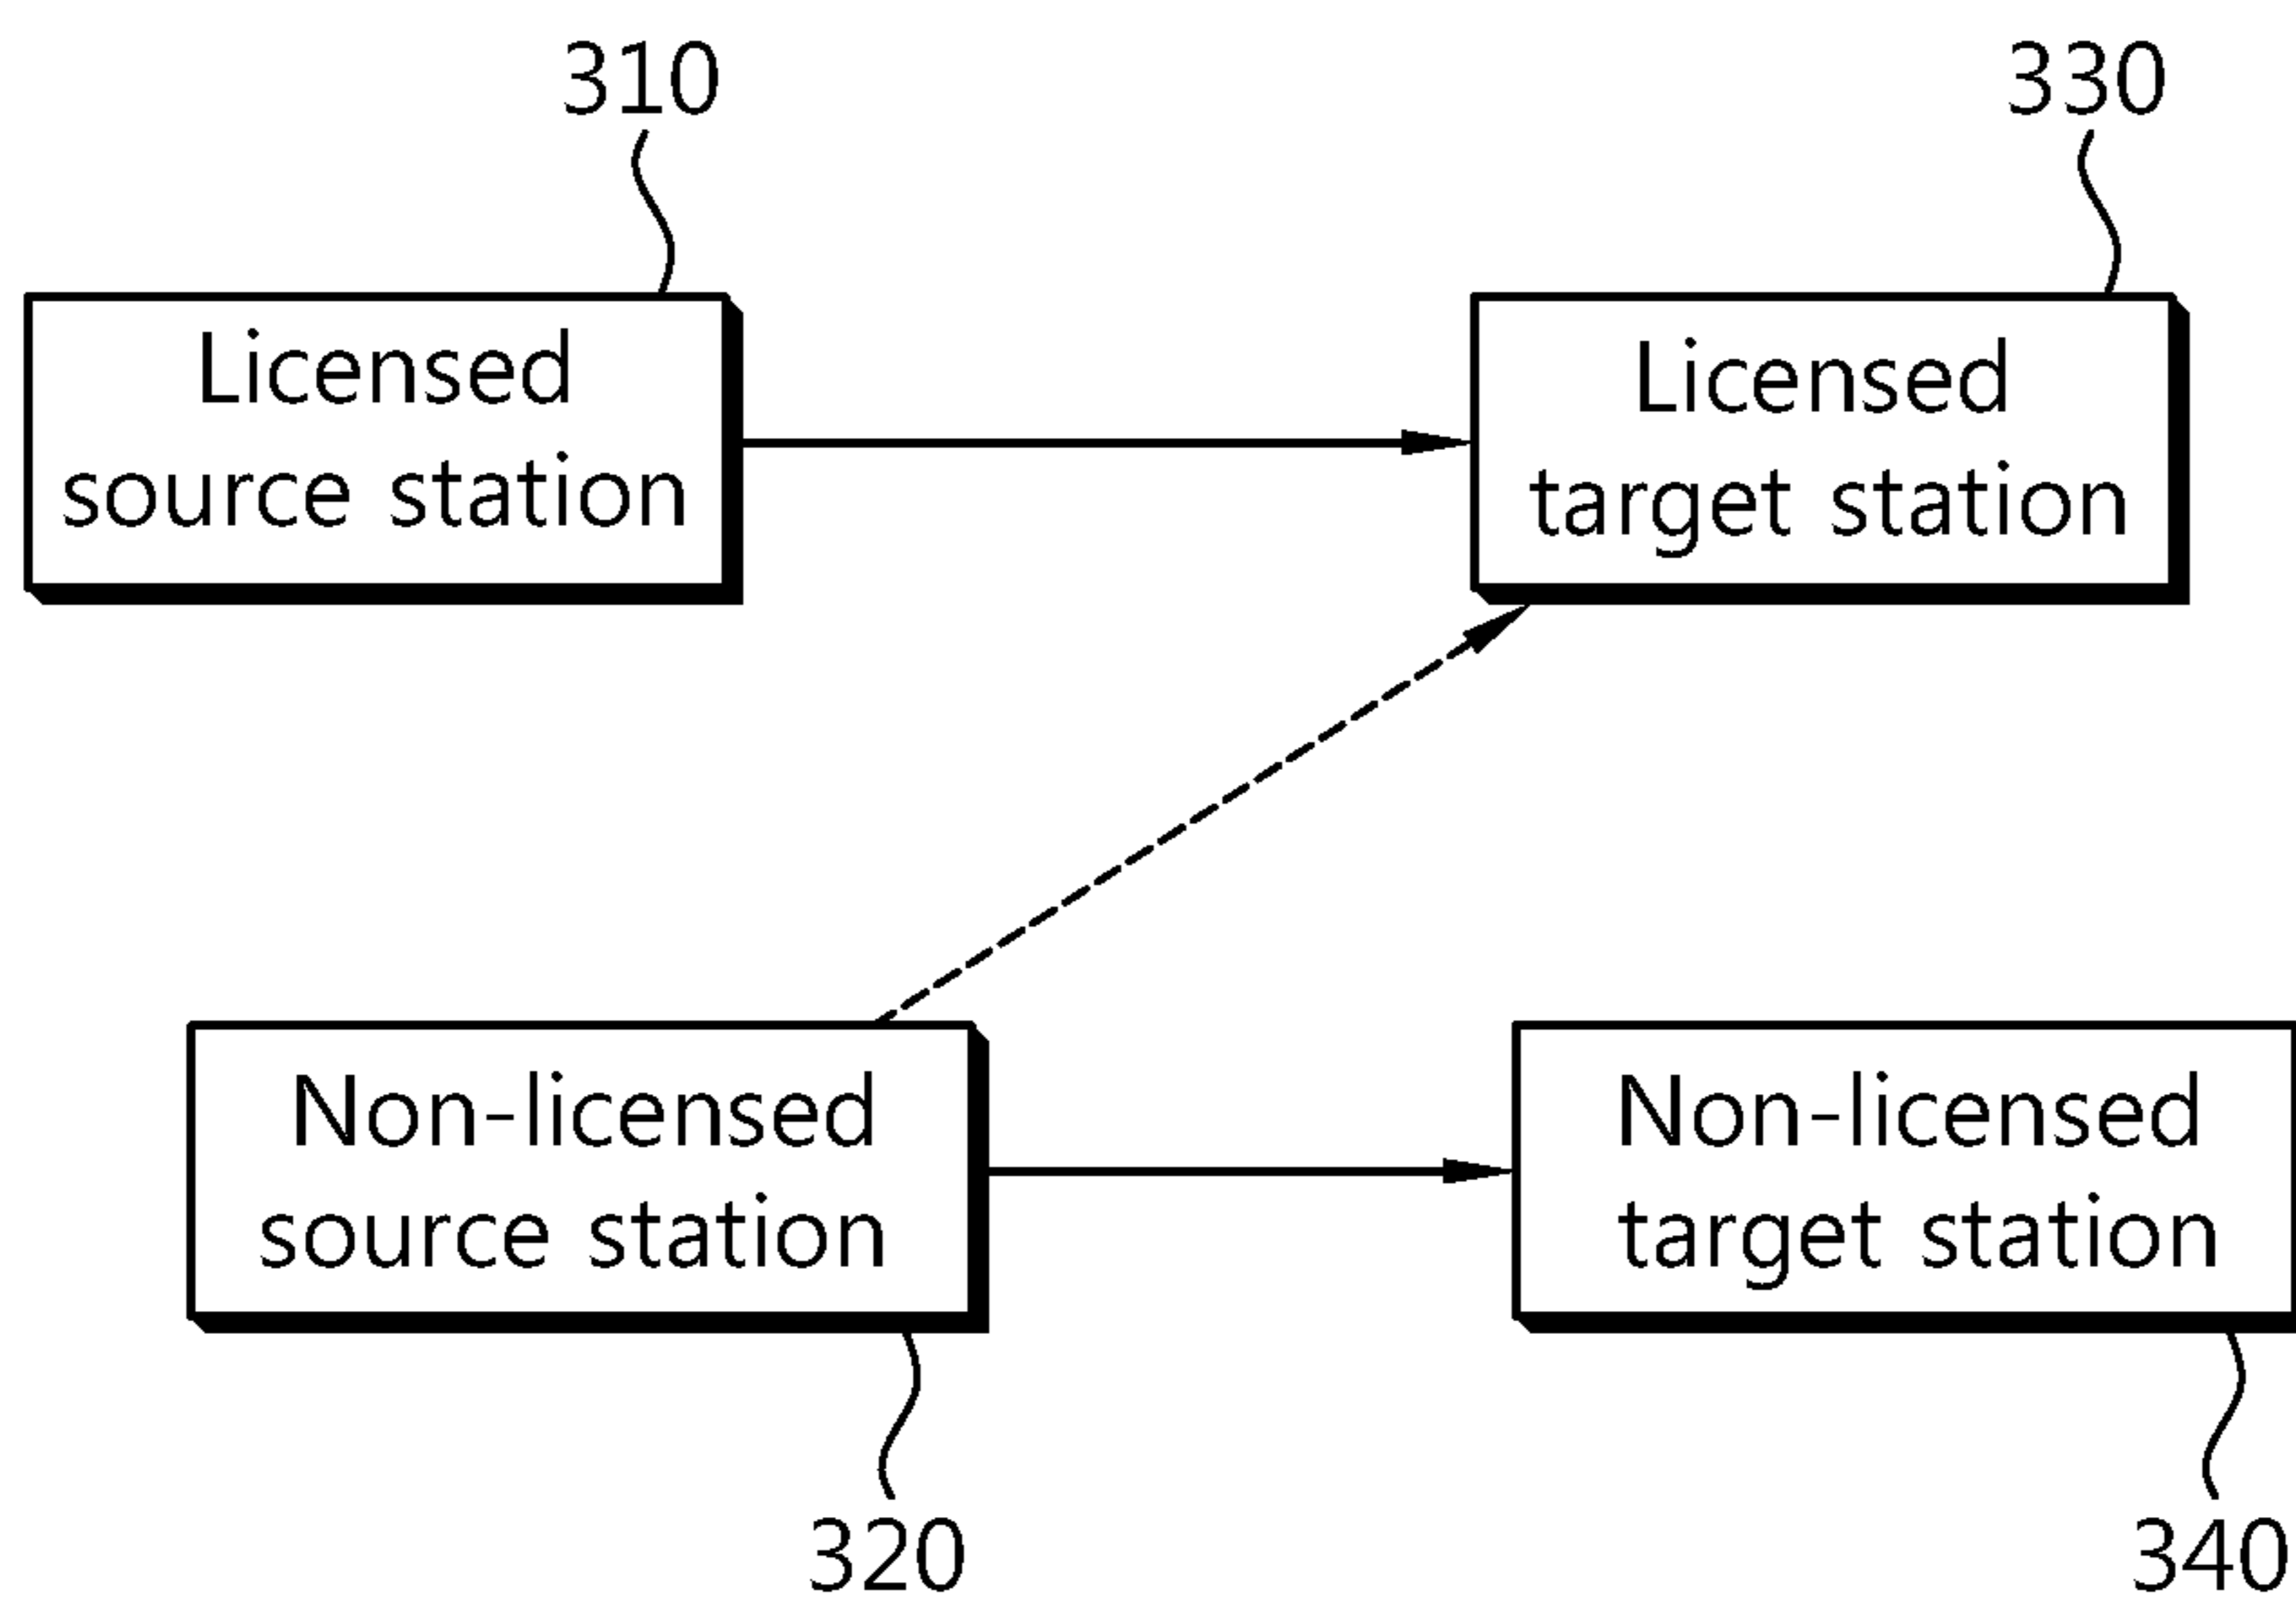 310
330
Licensed
source station
Licensed
target station
Non-licensed
source station
Non-licensed
target station
320
340